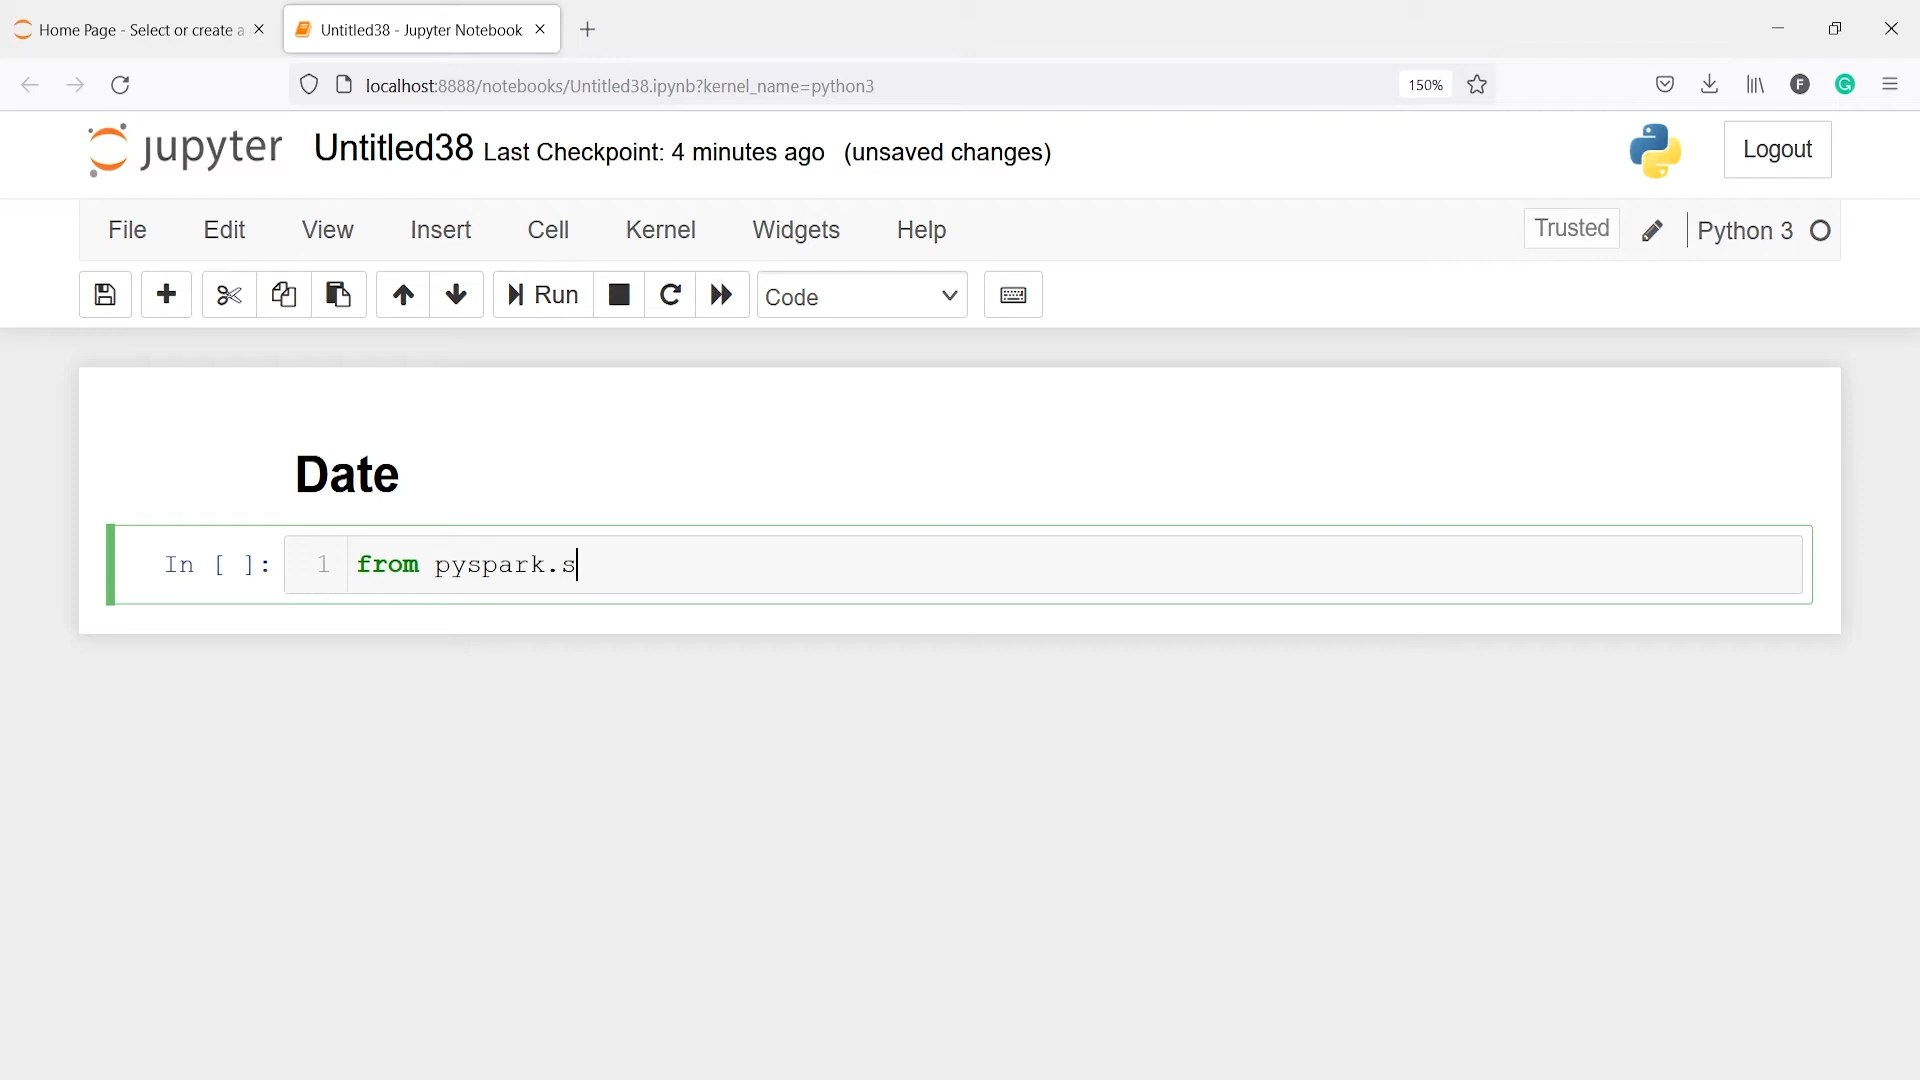 Home Page - Select or create a
Untitled38 - Jupyter Notebook
localhost:8888/notebooks/Untitled38.ipynb?kernel_name=python3
150%
F
G
jupyter Untitled38 Last Checkpoint: 4 minutes ago (unsaved changes)
Logout
File Edit View Insert Cell Kernel Widgets Help
Trusted
Python 3
Run
Code
Date
In [ ]: 1 from pyspark.s